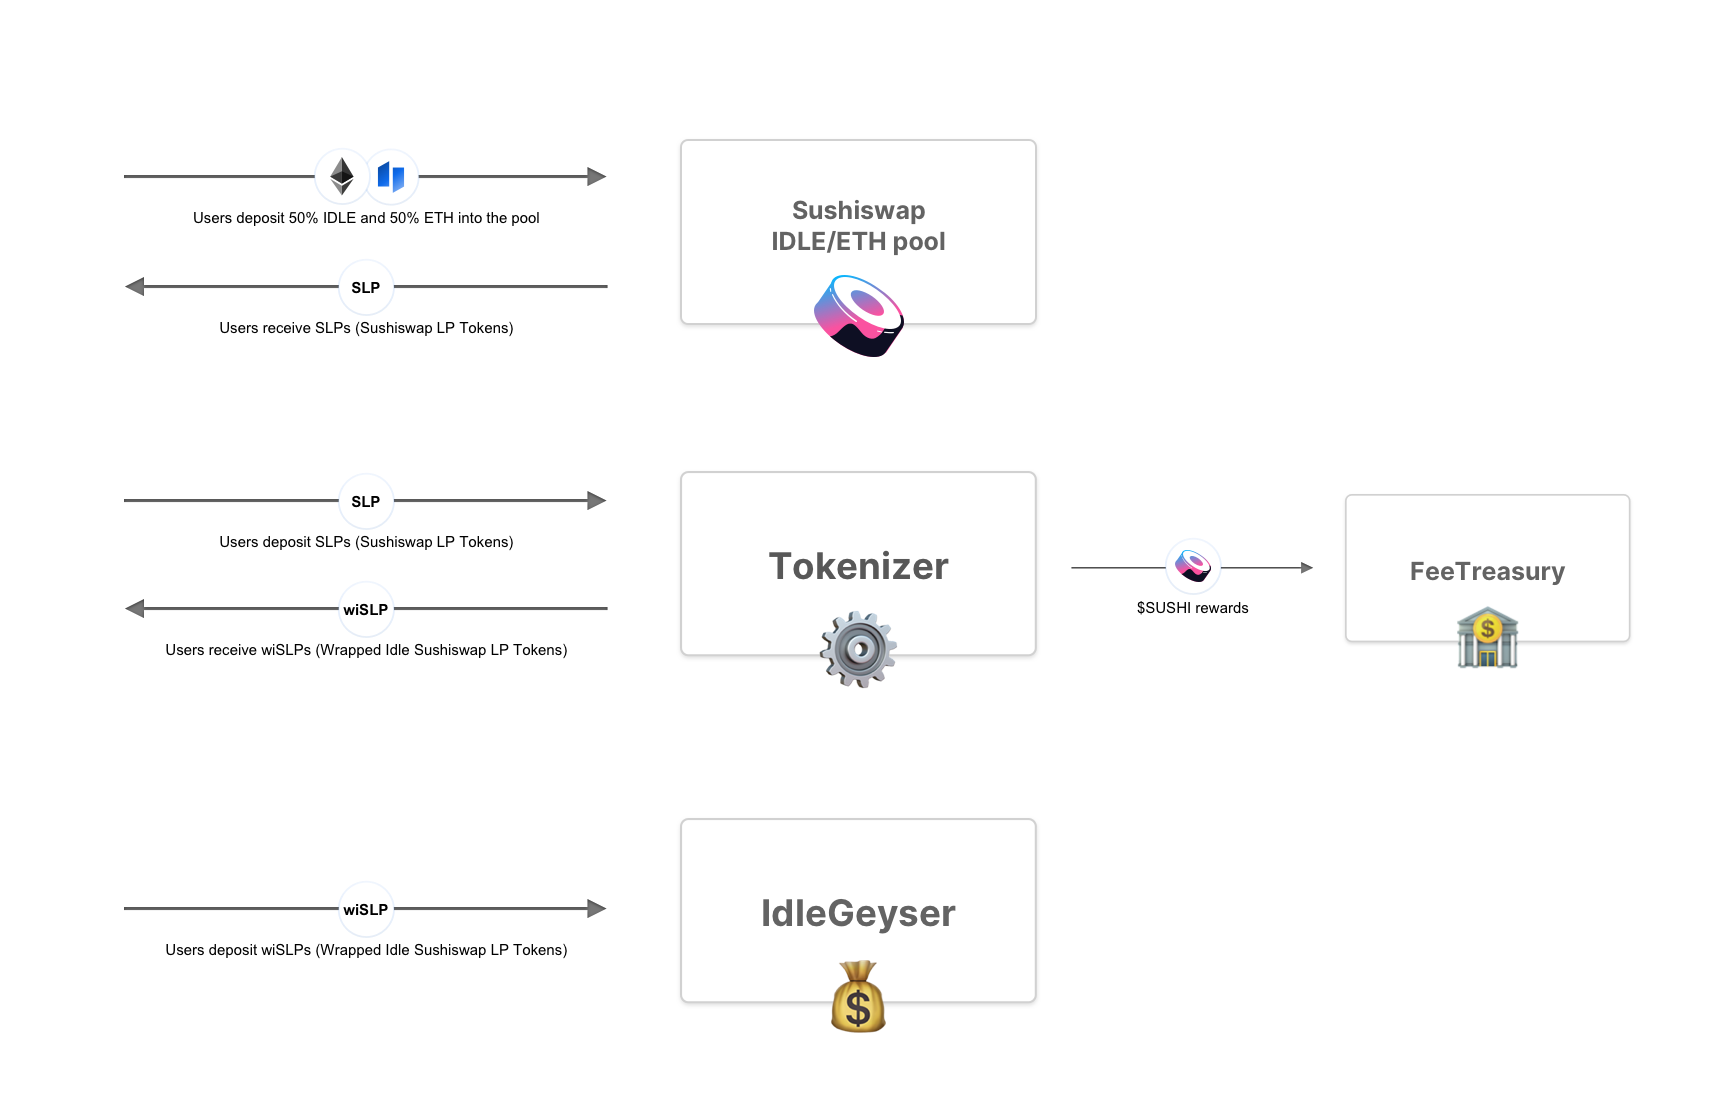 Users deposit 50% IDLE and 50% ETH into the pool
SLP
Users receive SLPs (Sushiswap LP Tokens)
Sushiswap
IDLE/ETH pool
SLP
Users deposit SLPs (Sushiswap LP Tokens)
wiSLP
Users receive wiSLPs (Wrapped Idle Sushiswap LP Tokens)
Tokenizer
$SUSHI rewards
FeeTreasury
$
wiSLP
Users deposit wiSLPs (Wrapped Idle Sushiswap LP Tokens)
IdleGeyser
$